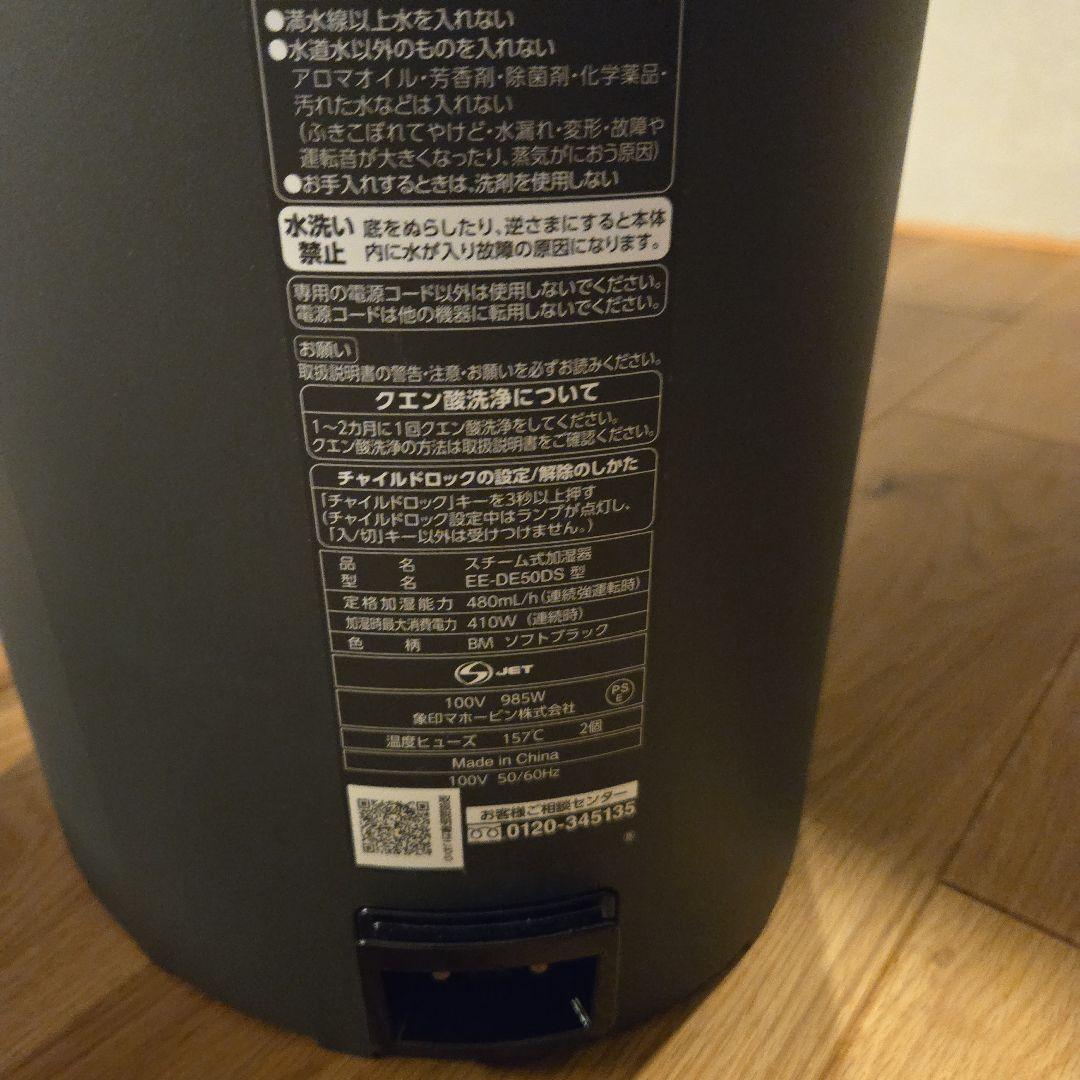 ●満水線以上水を入れない
●水道水以外のものを入れない
アロマオイル・芳香剤・除菌剤・化学薬品・
汚れた水などは入れない
(ふきこぼれてやけど・水漏れ・変形・故障や
運転音が大きくなったり、蒸気がにおう原因)
●お手入れするときは、洗剤を使用しない
水洗い禁止
底をぬらしたり、逆さまにすると本体
内に水が入り故障の原因になります。
専用の電源コード以外は使用しないでください。
電源コードは他の機器に転用しないでください。
お願い
取扱説明書の警告・注意・お願いを必ずお読みください。
クエン酸洗浄について
1〜2カ月に1回クエン酸洗浄をしてください。
クエン酸洗浄の方法は取扱説明書をご確認ください。
チャイルドロックの設定/解除のしかた
「チャイルドロック」キーを3秒以上押す
(チャイルドロック設定中はランプが点灯し、
「入/切」キー以外は受けつけません。)
品名 スチーム式加湿器
型名 EE-DE50DS 型
定格加湿能力 480mL/h(連続強運転時)
加湿時最大消費電力 410W (連続時)
色柄 BM ソフトブラック
JET
100V 985W
PS E
象印マホービン株式会社
温度ヒューズ 157℃ 2個
Made in China
100V 50/60Hz
お客様ご相談センター
0120-345135